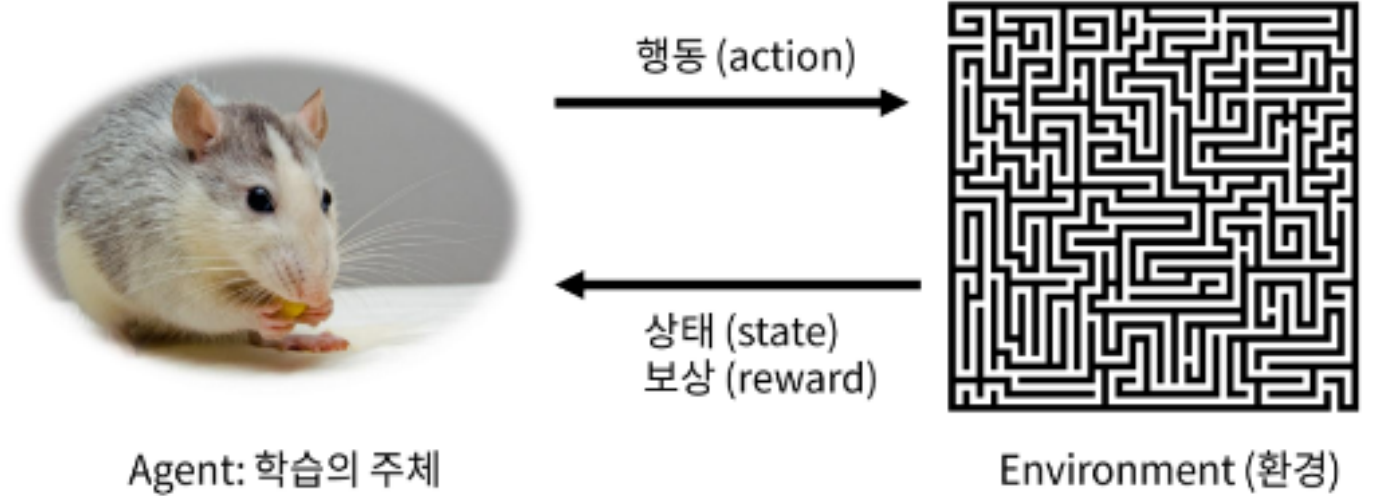 행동 (action)
상태 (state)
보상 (reward)
Agent: 학습의 주체
Environment (환경)